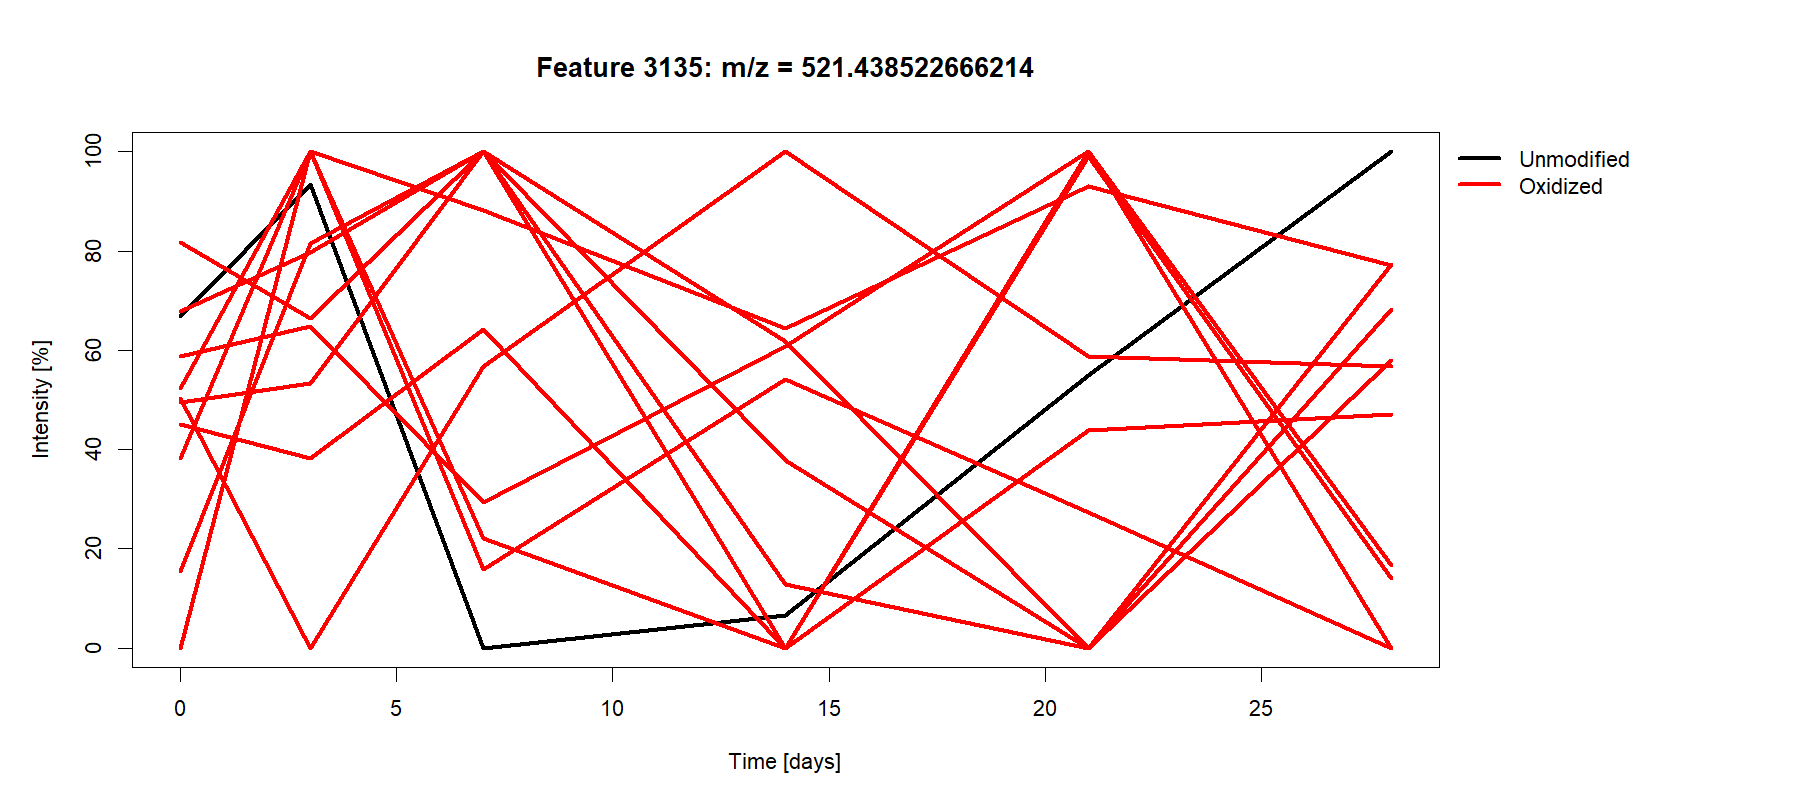 Feature 3135: m/z = 521.438522666214
Unmodified
Oxidized
Intensity [%]
100
80
60
40
20
0
0 5 10 15 20 25
Time [days]